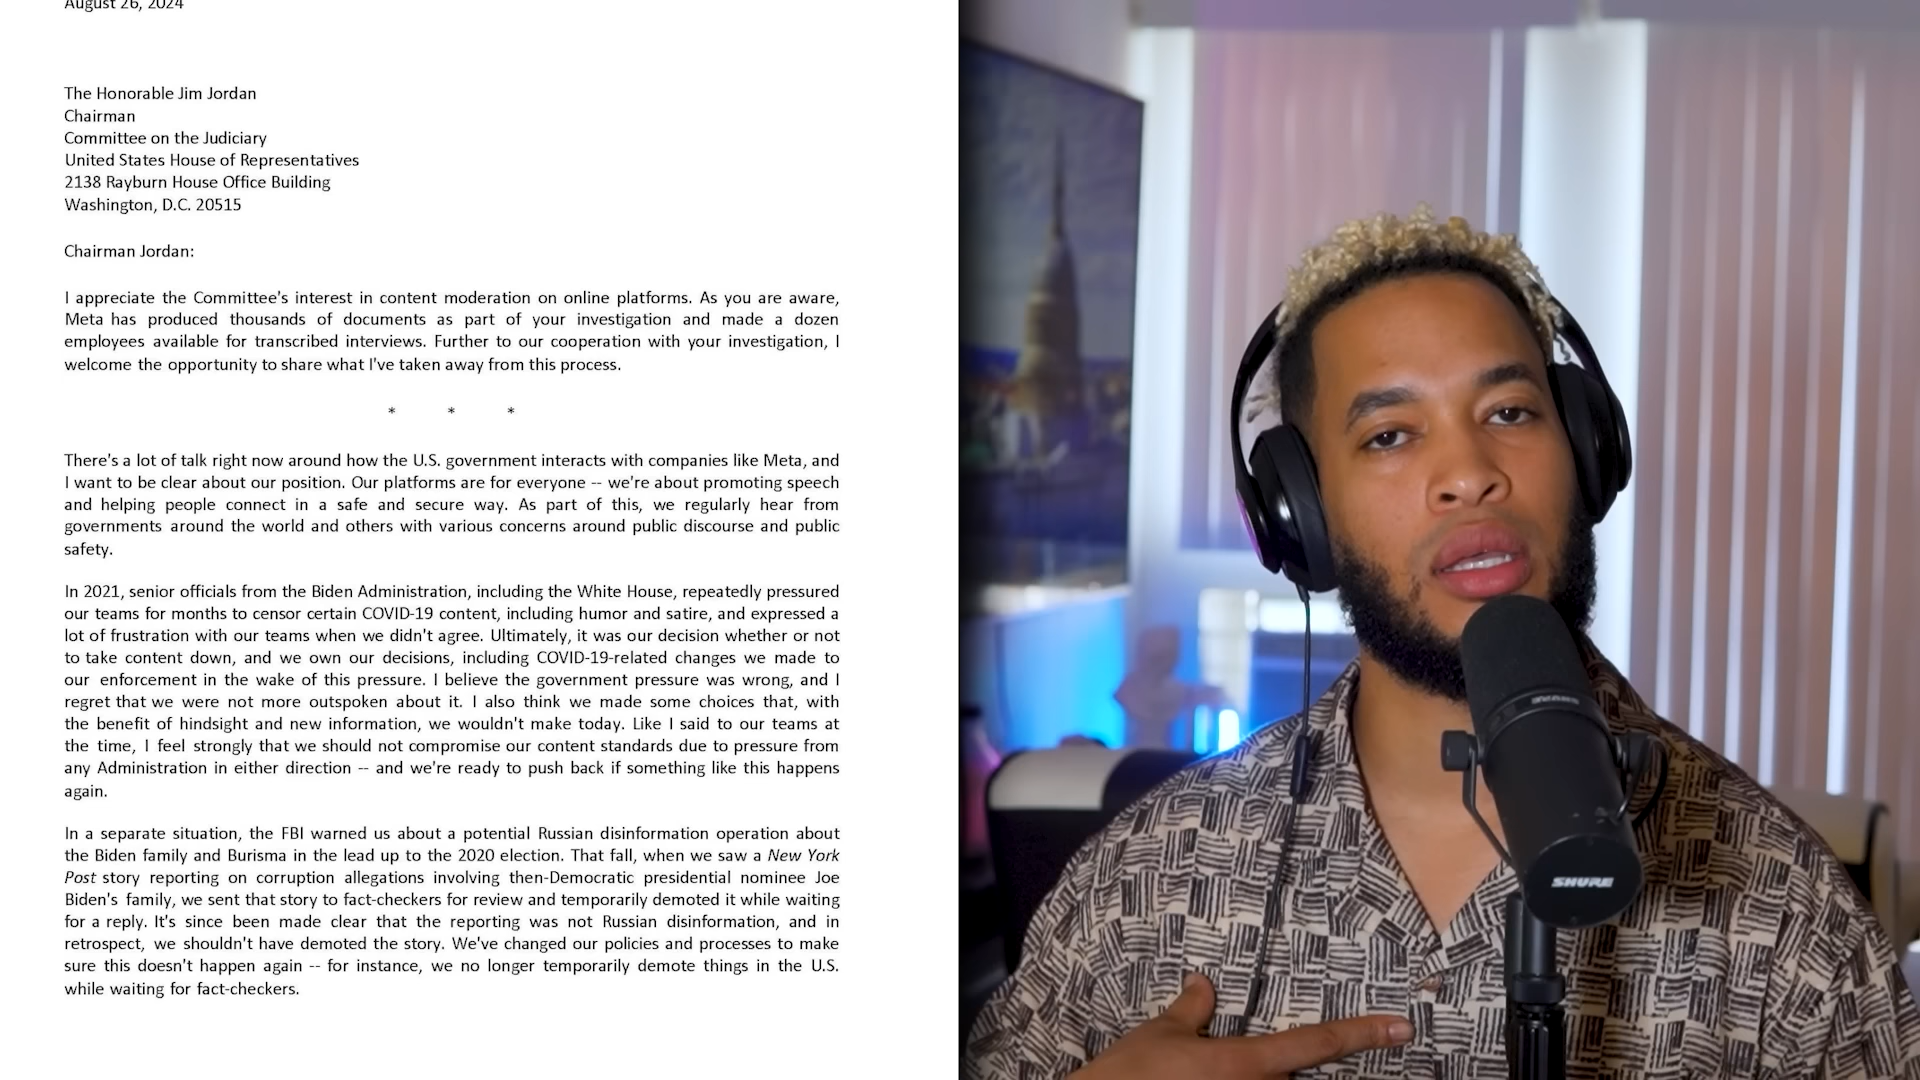 August 26, 2024
The Honorable Jim Jordan
Chairman
Committee on the Judiciary
United States House of Representatives
2138 Rayburn House Office Building
Washington, D.C. 20515
Chairman Jordan:
I appreciate the Committee's interest in content moderation on online platforms. As you are aware,
Meta has produced thousands of documents as part of your investigation and made a dozen
employees available for transcribed interviews. Further to our cooperation with your investigation, I
welcome the opportunity to share what I've taken away from this process.
* * *
There's a lot of talk right now around how the U.S. government interacts with companies like Meta, and
I want to be clear about our position. Our platforms are for everyone -- we're about promoting speech
and helping people connect in a safe and secure way. As part of this, we regularly hear from
governments around the world and others with various concerns around public discourse and public
safety.
In 2021, senior officials from the Biden Administration, including the White House, repeatedly pressured
our teams for months to censor certain COVID-19 content, including humor and satire, and expressed a
lot of frustration with our teams when we didn't agree. Ultimately, it was our decision whether or not
to take content down, and we own our decisions, including COVID-19-related changes we made to
our enforcement in the wake of this pressure. I believe the government pressure was wrong, and I
regret that we were not more outspoken about it. I also think we made some choices that, with
the benefit of hindsight and new information, we wouldn't make today. Like I said to our teams at
the time, I feel strongly that we should not compromise our content standards due to pressure from
any Administration in either direction -- and we're ready to push back if something like this happens
again.
In a separate situation, the FBI warned us about a potential Russian disinformation operation about
the Biden family and Burisma in the lead up to the 2020 election. That fall, when we saw a New York
Post story reporting on corruption allegations involving then-Democratic presidential nominee Joe
Biden's family, we sent that story to fact-checkers for review and temporarily demoted it while waiting
for a reply. It's since been made clear that the reporting was not Russian disinformation, and in
retrospect, we shouldn't have demoted the story. We've changed our policies and processes to make
sure this doesn't happen again -- for instance, we no longer temporarily demote things in the U.S.
while waiting for fact-checkers.
SHURE
SHURE